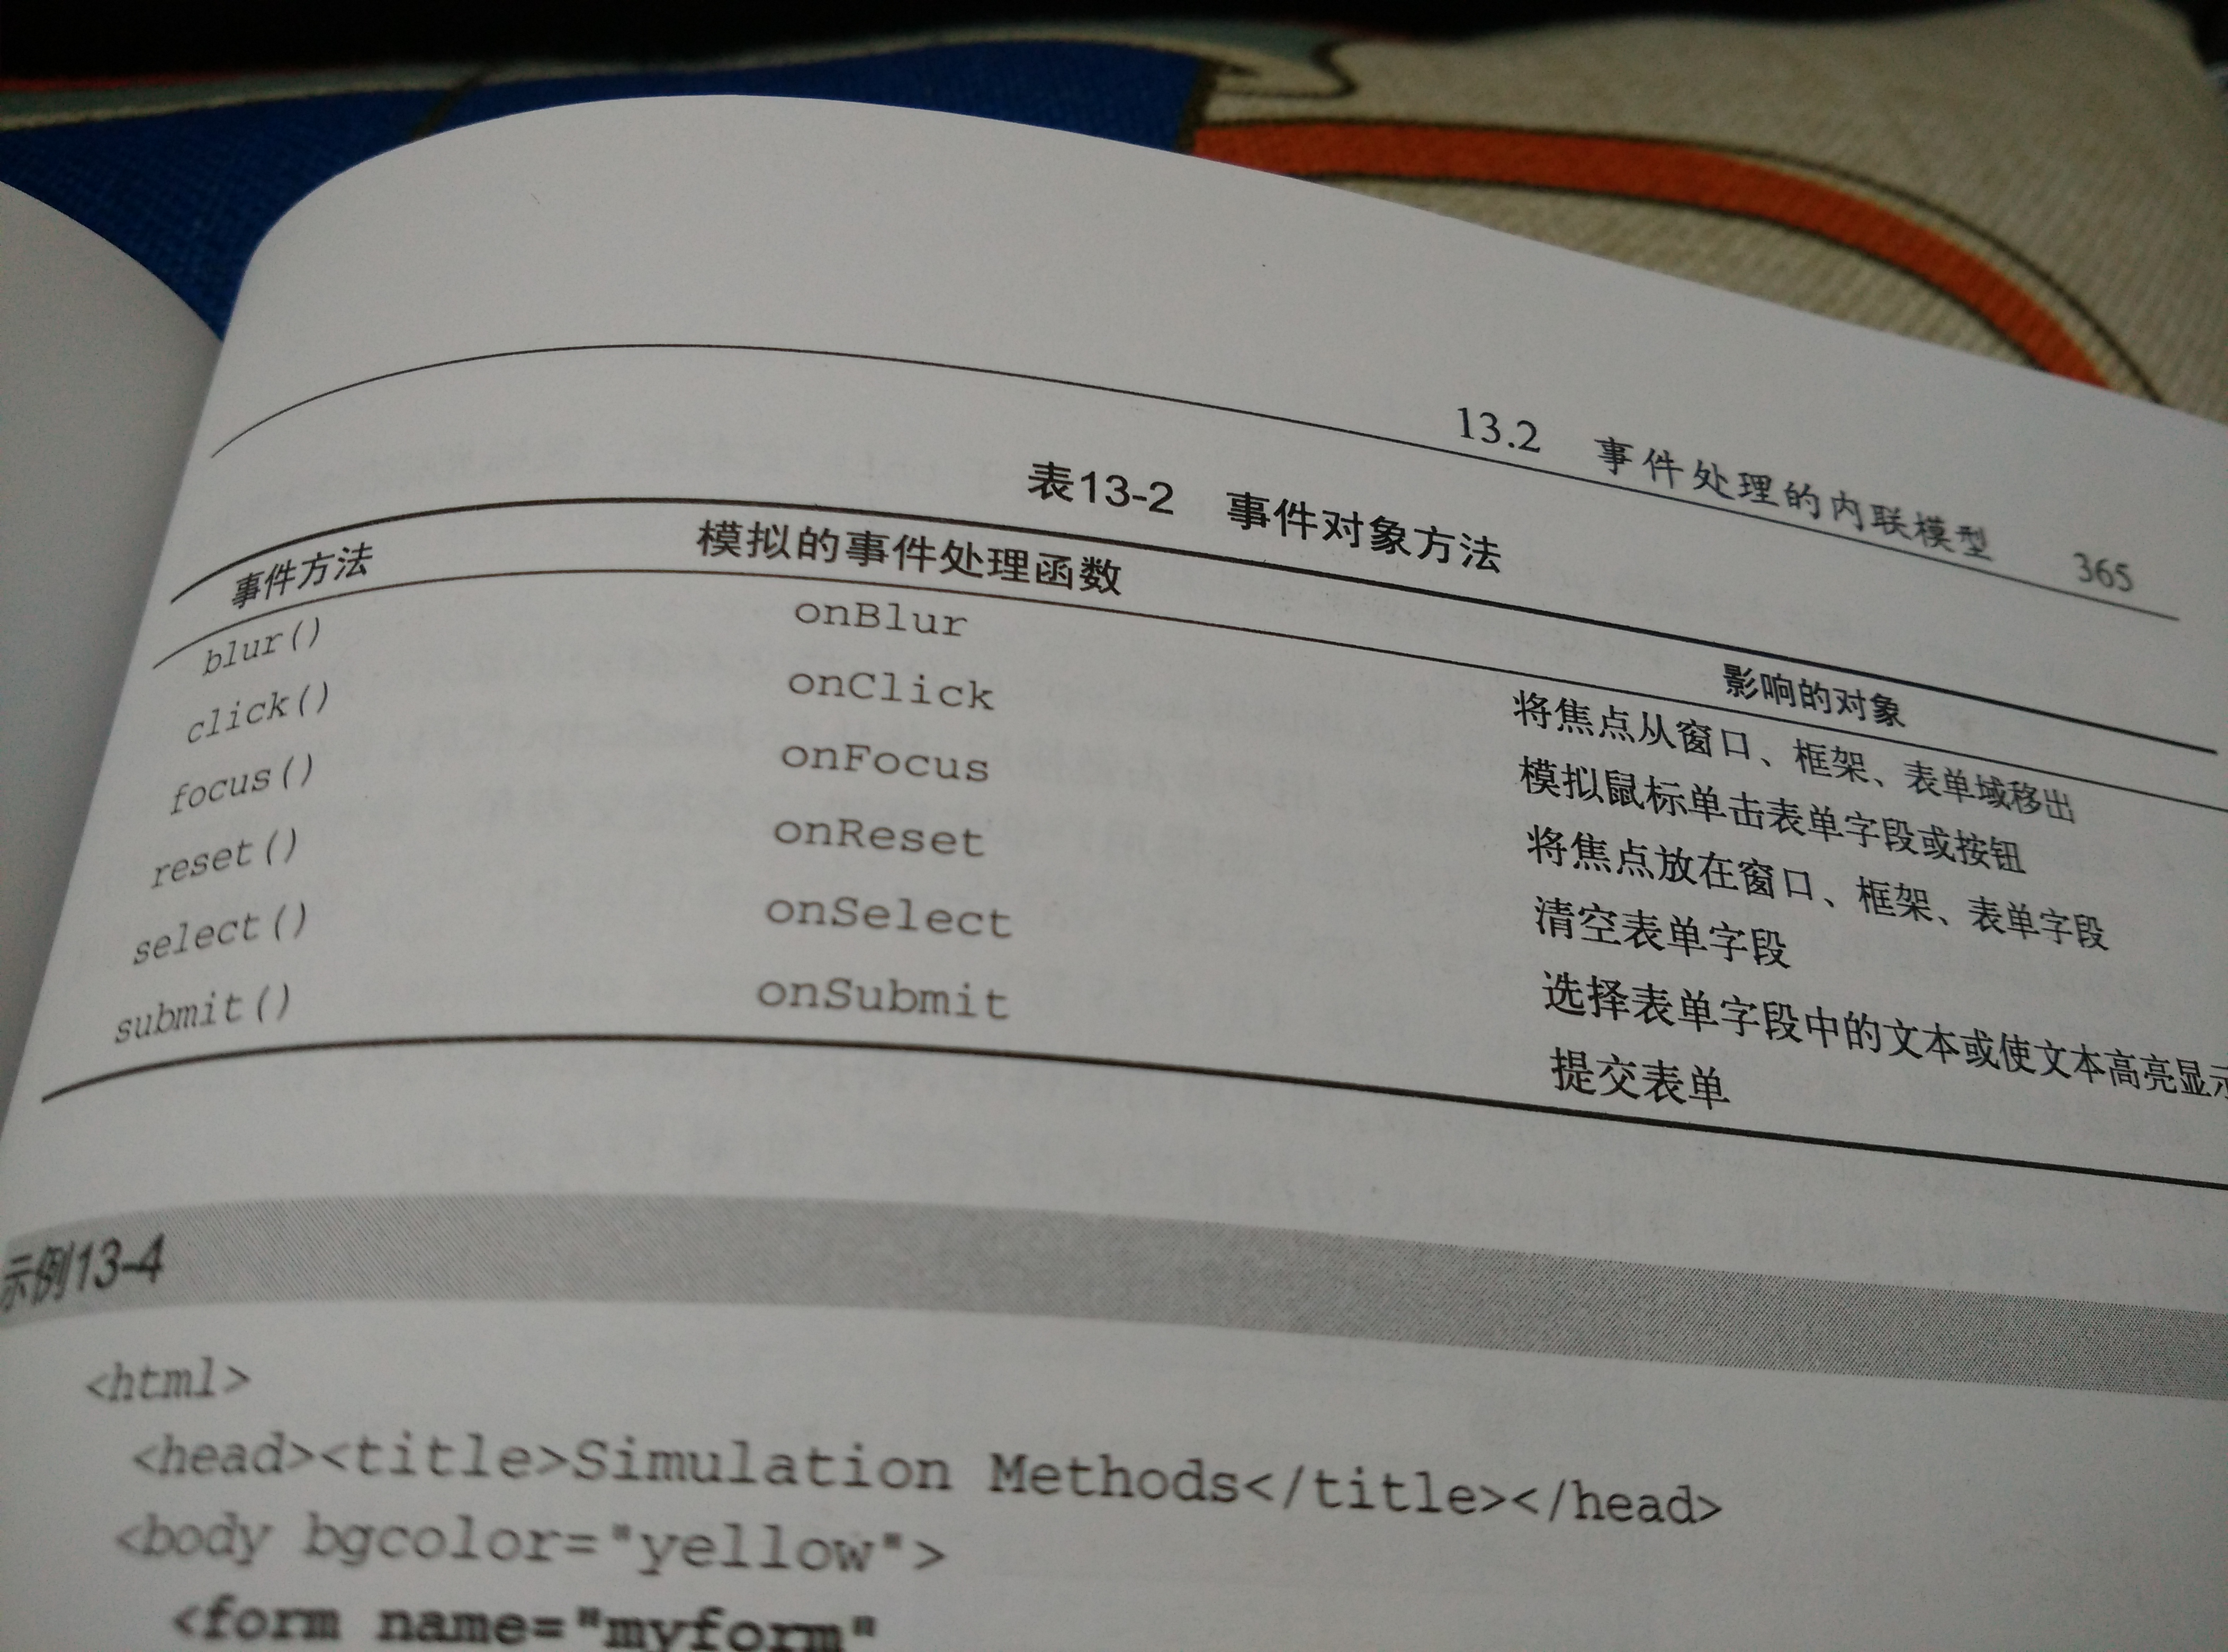 13.2 事件处理的内联模型 365
表13-2 事件对象方法
事件方法 模拟的事件处理函数 影响的对象
blur() onBlur 将焦点从窗口、框架、表单域移出
click() onClick 模拟鼠标单击表单字段或按钮
focus() onFocus 将焦点放在窗口、框架、表单字段
reset() onReset 清空表单字段
select() onSelect 选择表单字段中的文本或使文本高亮显示
submit() onSubmit 提交表单
示例13-4
<html>
<head><title>Simulation Methods</title></head>
<body bgcolor="yellow">
<form name="myform"